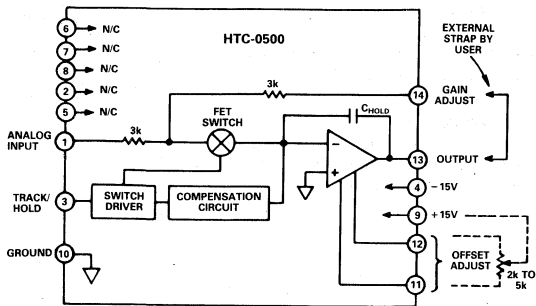 HTC-0500
EXTERNAL
STRAP BY
USER
6 N/C
7 N/C
8 N/C
2 N/C
5 N/C
3k
14
GAIN
ADJUST
FET
SWITCH
CHOLD
ANALOG
INPUT
1
3k
−
+
13
OUTPUT
4
−15V
TRACK/
HOLD
3
SWITCH
DRIVER
COMPENSATION
CIRCUIT
9
+15V
GROUND
10
12
11
OFFSET
ADJUST
2k TO
5k